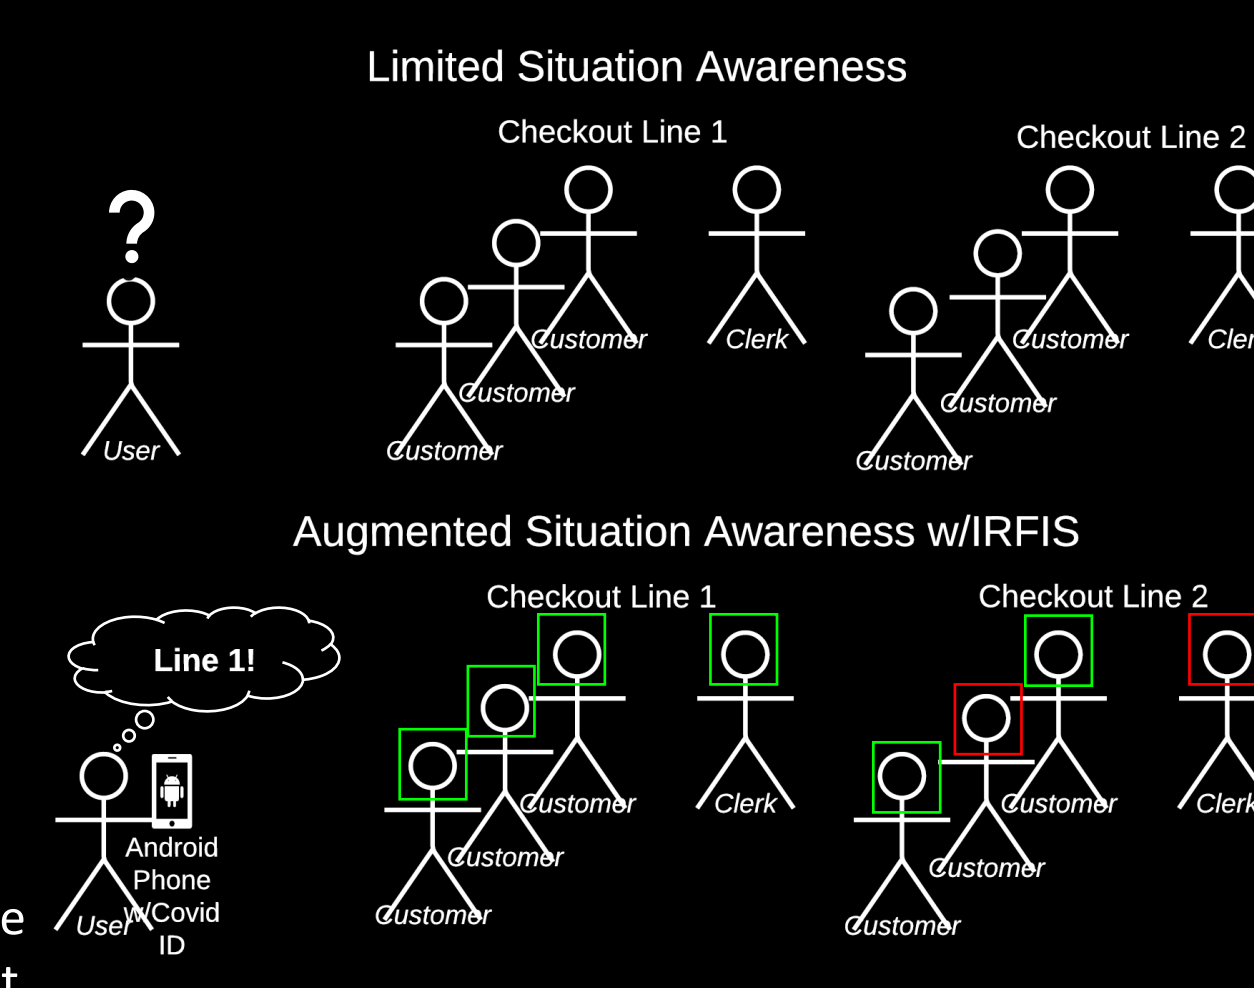 Limited Situation Awareness
Checkout Line 1
Checkout Line 2
?
Customer
Clerk
Customer
Customer
Customer
Customer
User
Customer
Augmented Situation Awareness w/IRFIS
Checkout Line 1
Checkout Line 2
Line 1!
Customer
Clerk
Customer
Clerk
Android
Phone
w/Covid
ID
Customer
Customer
User
Customer
Customer
e
t